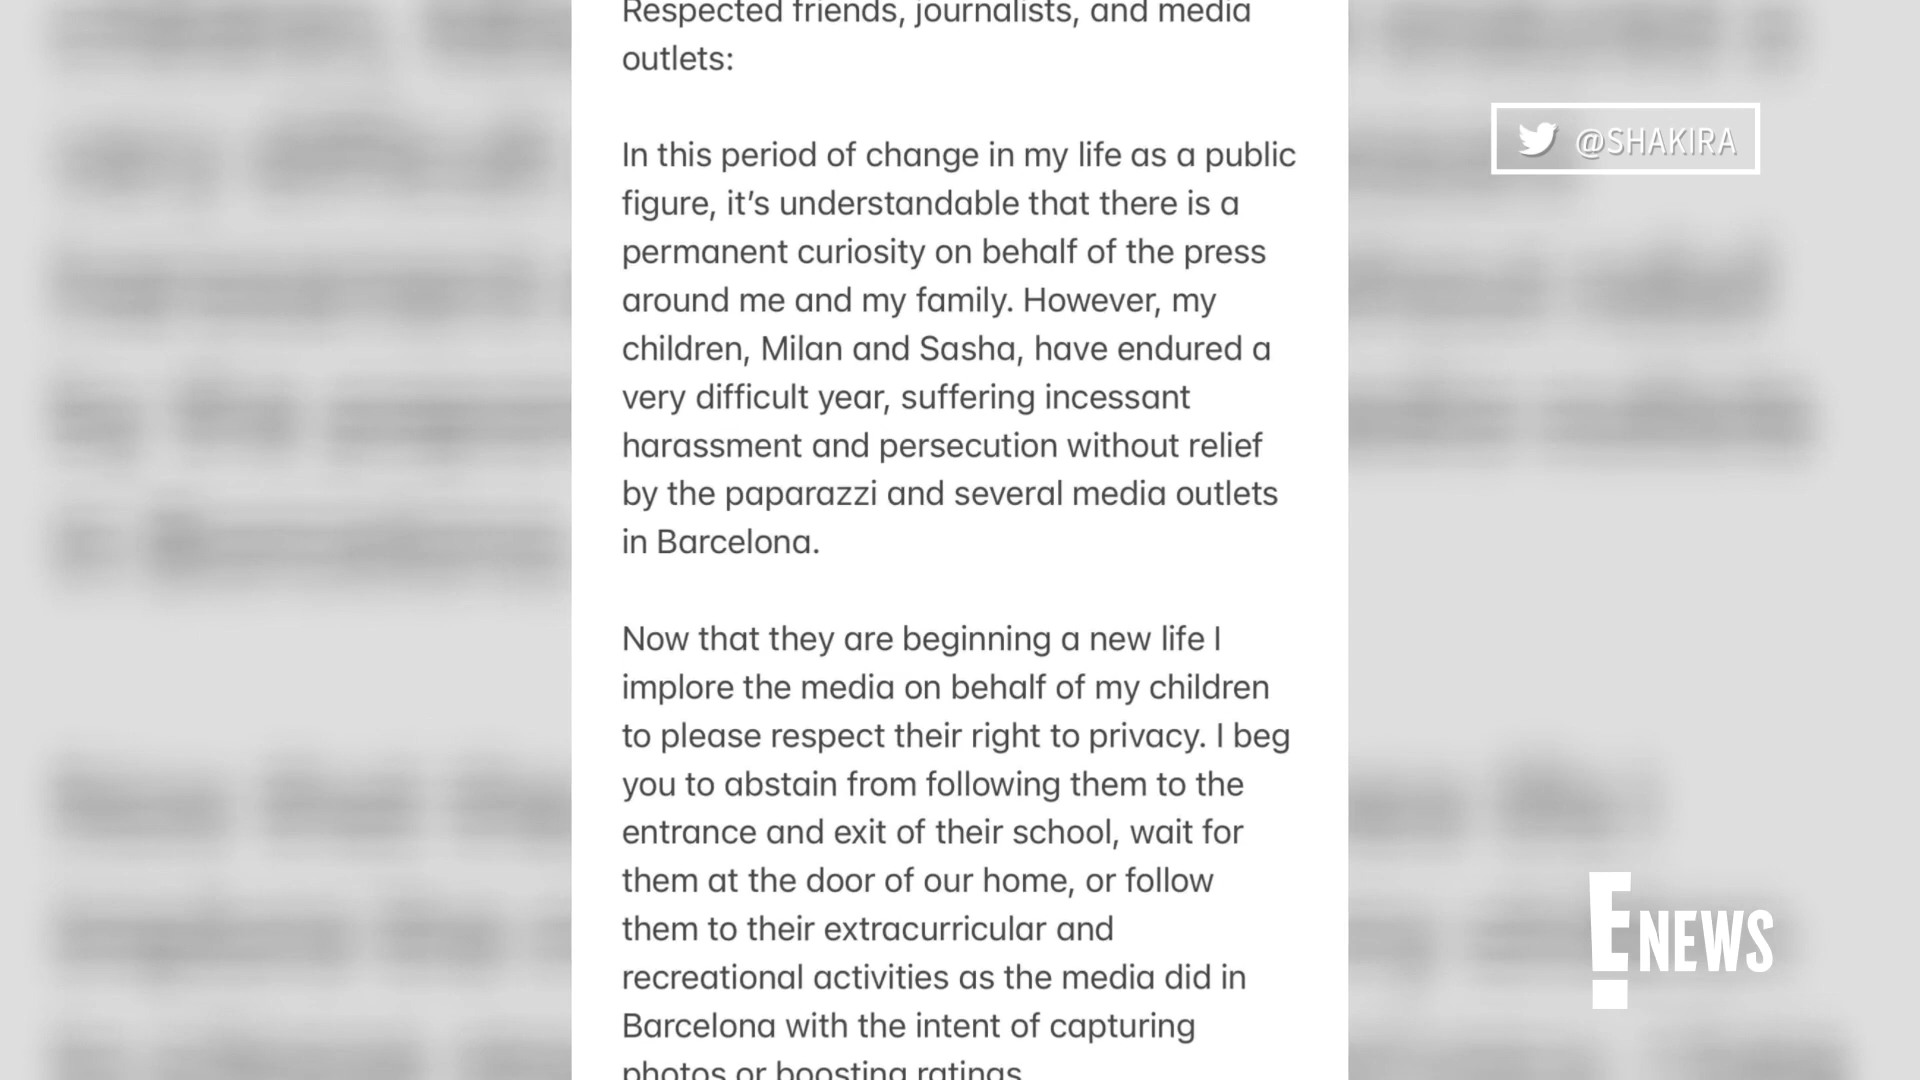 Respected friends, journalists, and media
outlets:
In this period of change in my life as a public
figure, it’s understandable that there is a
permanent curiosity on behalf of the press
around me and my family. However, my
children, Milan and Sasha, have endured a
very difficult year, suffering incessant
harassment and persecution without relief
by the paparazzi and several media outlets
in Barcelona.
Now that they are beginning a new life I
implore the media on behalf of my children
to please respect their right to privacy. I beg
you to abstain from following them to the
entrance and exit of their school, wait for
them at the door of our home, or follow
them to their extracurricular and
recreational activities as the media did in
Barcelona with the intent of capturing
photos or boosting ratings.
@SHAKIRA
E NEWS